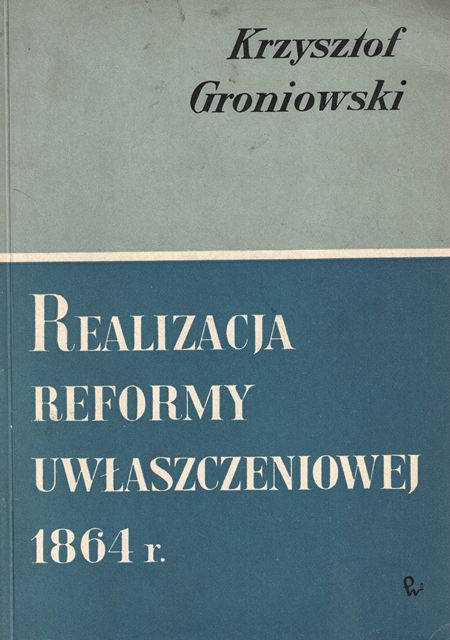 Krzysztof
Groniowski
REALIZACJA
REFORMY
UWŁASZCZENIOWEJ
1864 r.